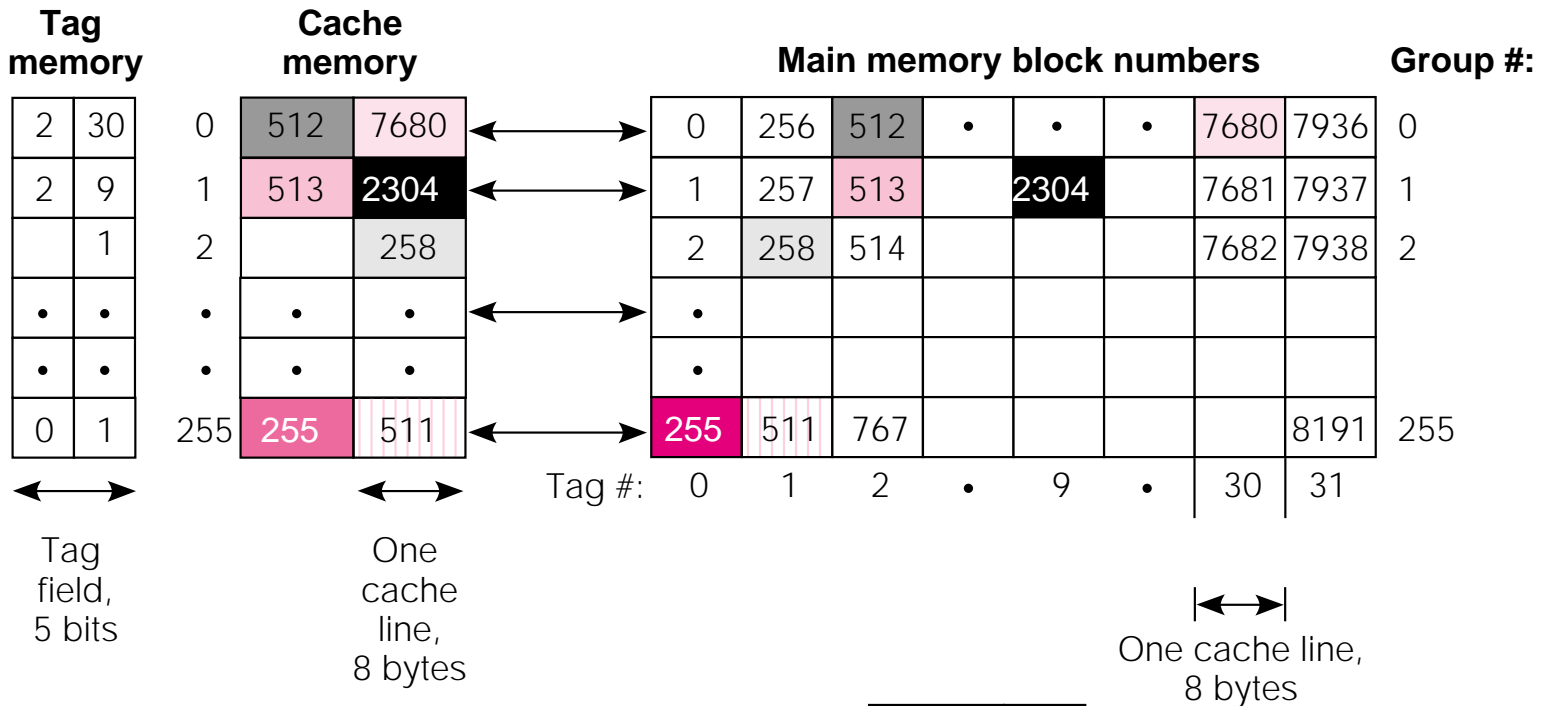 Tag memory
Cache memory
Main memory block numbers
Group #:
2 30 0 512 7680 0 256 512 • • • 7680 7936 0
2 9 1 513 2304 1 257 513 2304 7681 7937 1
1 2 258 2 258 514 7682 7938 2
• • • • • •
• • • • • •
0 1 255 255 511 255 511 767 8191 255
Tag #: 0 1 2 • 9 • 30 31
Tag
field,
5 bits
One
cache
line,
8 bytes
One cache line,
8 bytes